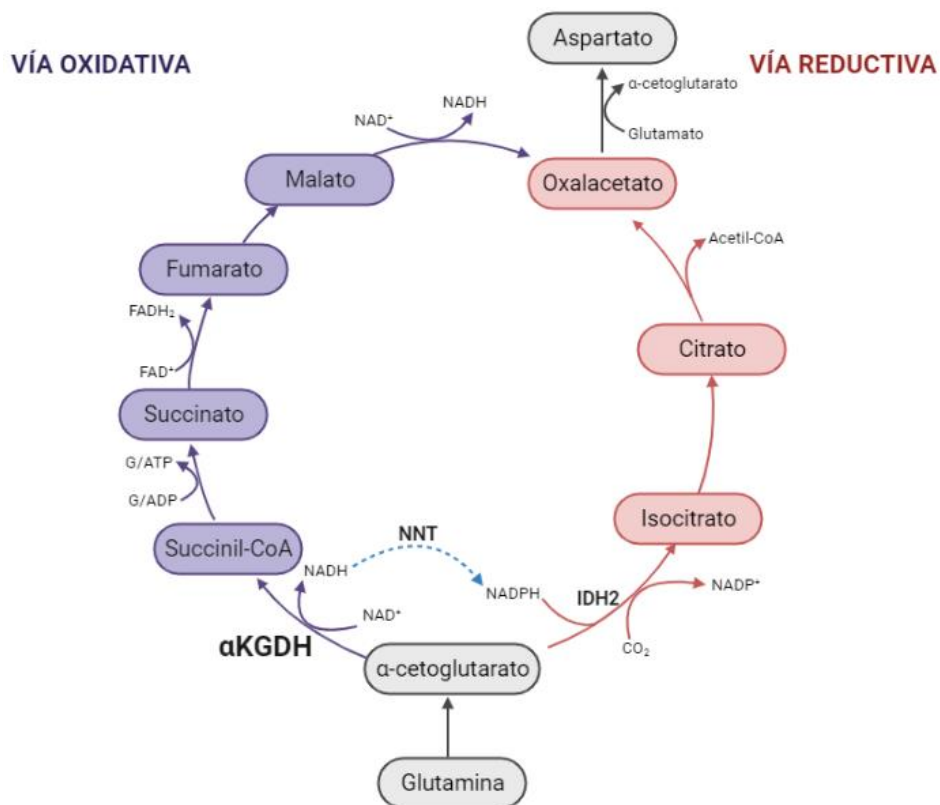 Aspartato
VÍA OXIDATIVA
VÍA REDUCTIVA
α-cetoglutarato
NADH
NAD⁺
Glutamato
Malato
Oxalacetato
Acetil-CoA
Fumarato
FADH₂
FAD⁺
Citrato
Succinato
G/ATP
G/ADP
Isocitrato
Succinil-CoA
NNT
NADH
NADPH
IDH2
NADP⁺
NAD⁺
αKGDH
CO₂
α-cetoglutarato
Glutamina